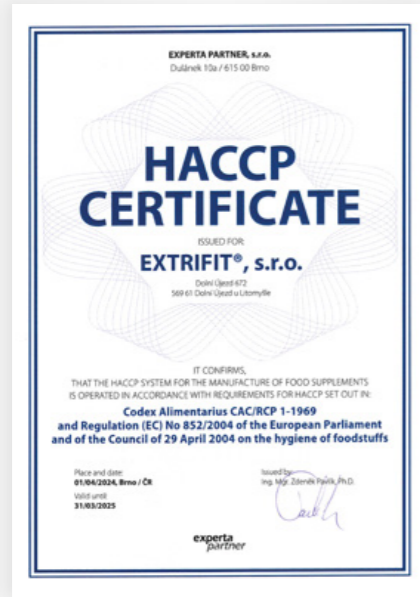 EXPERTA PARTNER, s.r.o.
Dulánek 10a / 615 00 Brno
HACCP
CERTIFICATE
ISSUED FOR:
EXTRIFIT®, s.r.o.
Dolní Újezd 672
569 61 Dolní Újezd u Litomyšle
IT CONFIRMS,
THAT THE HACCP SYSTEM FOR THE MANUFACTURE OF FOOD SUPPLEMENTS
IS OPERATED IN ACCORDANCE WITH REQUIREMENTS FOR HACCP SET OUT IN:
Codex Alimentarius CAC/RCP 1-1969
and Regulation (EC) No 852/2004 of the European Parliament
and of the Council of 29 April 2004 on the hygiene of foodstuffs
Place and date:
01/04/2024, Brno / ČR
Valid until:
31/03/2025
Issued by:
Ing. Mgr. Zdeněk Pavlík, Ph.D.
experta
partner